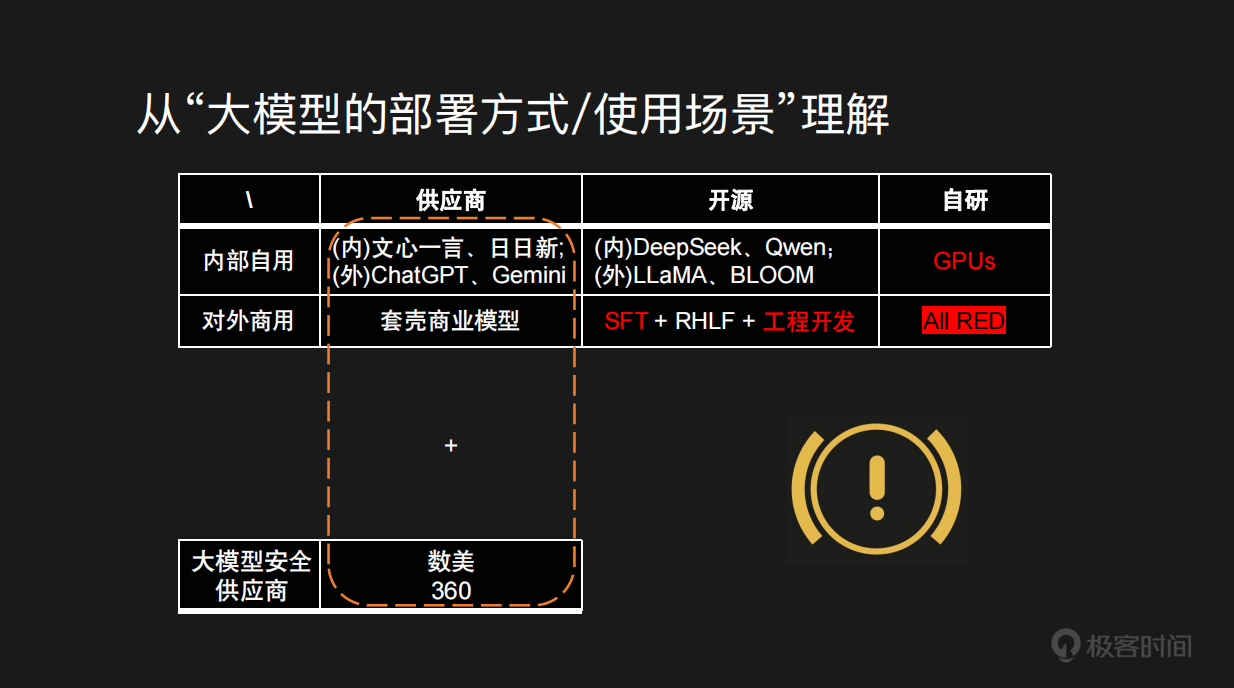 从“大模型的部署方式/使用场景”理解
\ 供应商 开源 自研
内部自用 (内)文心一言、日日新; (内)DeepSeek、Qwen； GPUs
(外)ChatGPT、Gemini (外)LLaMA、BLOOM
对外商用 套壳商业模型 SFT + RHLF + 工程开发 All RED
+
大模型安全 数美
供应商 360
极客时间